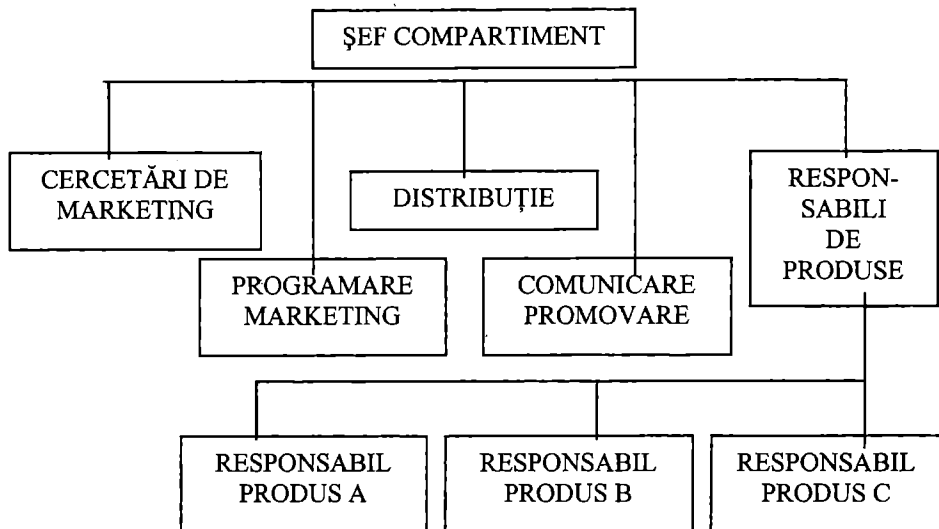 ŞEF COMPARTIMENT
CERCETĂRI DE
MARKETING
DISTRIBUŢIE
RESPON-
SABILI
DE
PRODUSE
PROGRAMARE
MARKETING
COMUNICARE
PROMOVARE
RESPONSABIL
PRODUS A
RESPONSABIL
PRODUS B
RESPONSABIL
PRODUS C